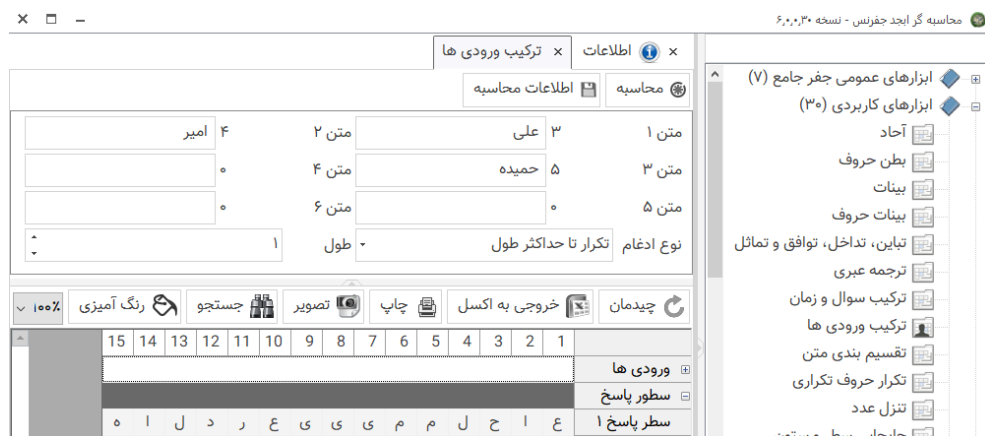 محاسبه گر ابجد جفرنس - نسخه ۶,۰,۰,۳۰
ابزارهای عمومی جفر جامع (۷)
ابزارهای کاربردی (۳۰)
آحاد
بطن حروف
بینات
بینات حروف
تباین، تداخل، توافق و تماثل
ترجمه عبری
ترکیب سوال و زمان
ترکیب ورودی ها
تقسیم بندی متن
تکرار حروف تکراری
تنزل عدد
اطلاعات ترکیب ورودی ها
محاسبه اطلاعات محاسبه
متن ۱ ۳ علی متن ۲ ۴ امیر
متن ۳ ۵ حمیده متن ۴ ۰
متن ۵ ۰ متن ۶ ۰
نوع ادغام تکرار تا حداکثر طول طول ۱
چیدمان خروجی به اکسل چاپ تصویر جستجو رنگ آمیزی ۱۰۰٪
1 2 3 4 5 6 7 8 9 10 11 12 13 14 15
ورودی ها
سطور پاسخ
سطر پاسخ ۱ ع ا ح ل م م ی ی ی ع ر د ل ا ه